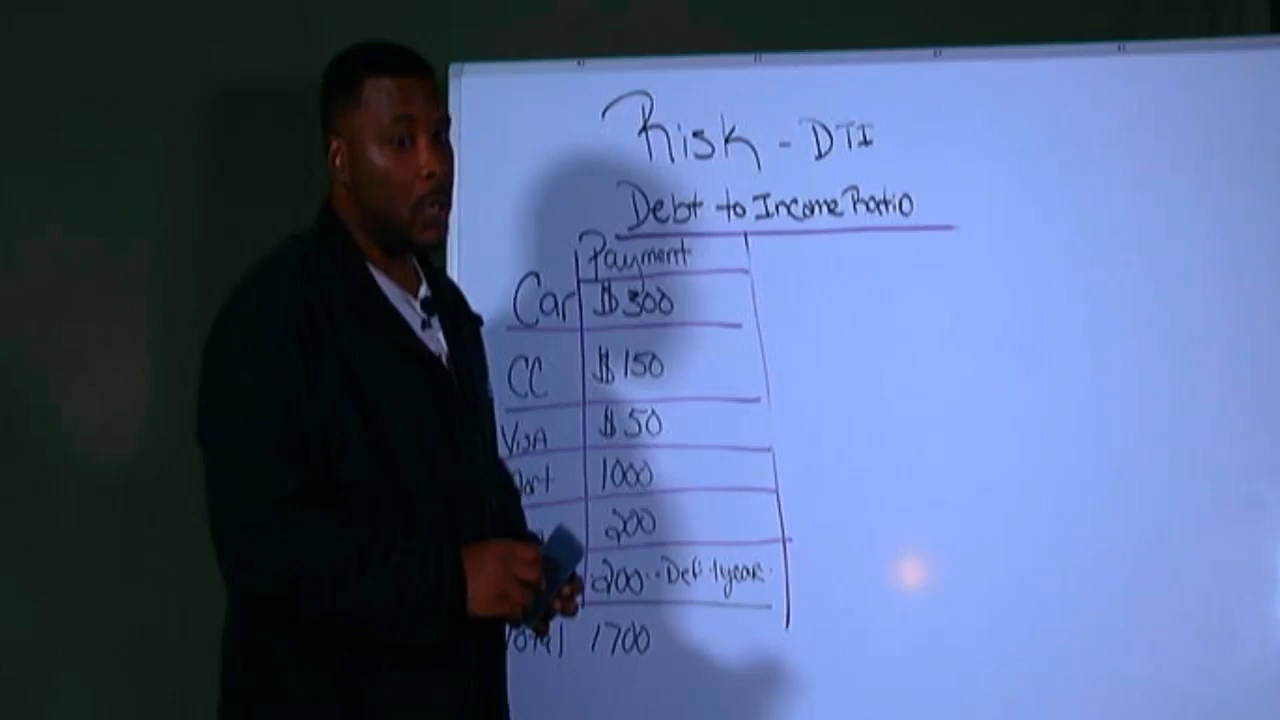 Risk - DTI
Debt to Income Ratio
Payment
Car $300
CC $150
VISA $50
1000
200
200 -- Def 1 year
1700